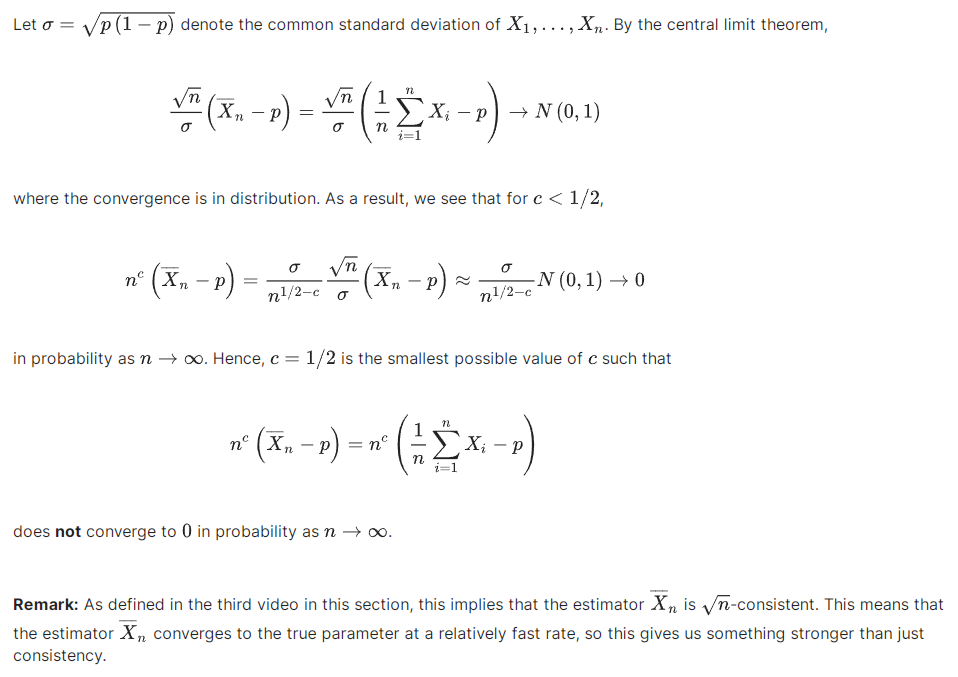 Let $\sigma = \sqrt{p(1-p)}$ denote the common standard deviation of $X_1, \ldots, X_n$. By the central limit theorem,
$$\frac{\sqrt{n}}{\sigma}\left(\overline{X}_n - p\right) = \frac{\sqrt{n}}{\sigma}\left(\frac{1}{n}\sum_{i=1}^{n} X_i - p\right) \to N(0,1)$$
where the convergence is in distribution. As a result, we see that for $c < 1/2$,
$$n^c\left(\overline{X}_n - p\right) = \frac{\sigma}{n^{1/2-c}}\frac{\sqrt{n}}{\sigma}\left(\overline{X}_n - p\right) \approx \frac{\sigma}{n^{1/2-c}}N(0,1) \to 0$$
in probability as $n \to \infty$. Hence, $c = 1/2$ is the smallest possible value of $c$ such that
$$n^c\left(\overline{X}_n - p\right) = n^c\left(\frac{1}{n}\sum_{i=1}^{n} X_i - p\right)$$
does not converge to $0$ in probability as $n \to \infty$.
Remark: As defined in the third video in this section, this implies that the estimator $\overline{X}_n$ is $\sqrt{n}$-consistent. This means that
the estimator $\overline{X}_n$ converges to the true parameter at a relatively fast rate, so this gives us something stronger than just
consistency.